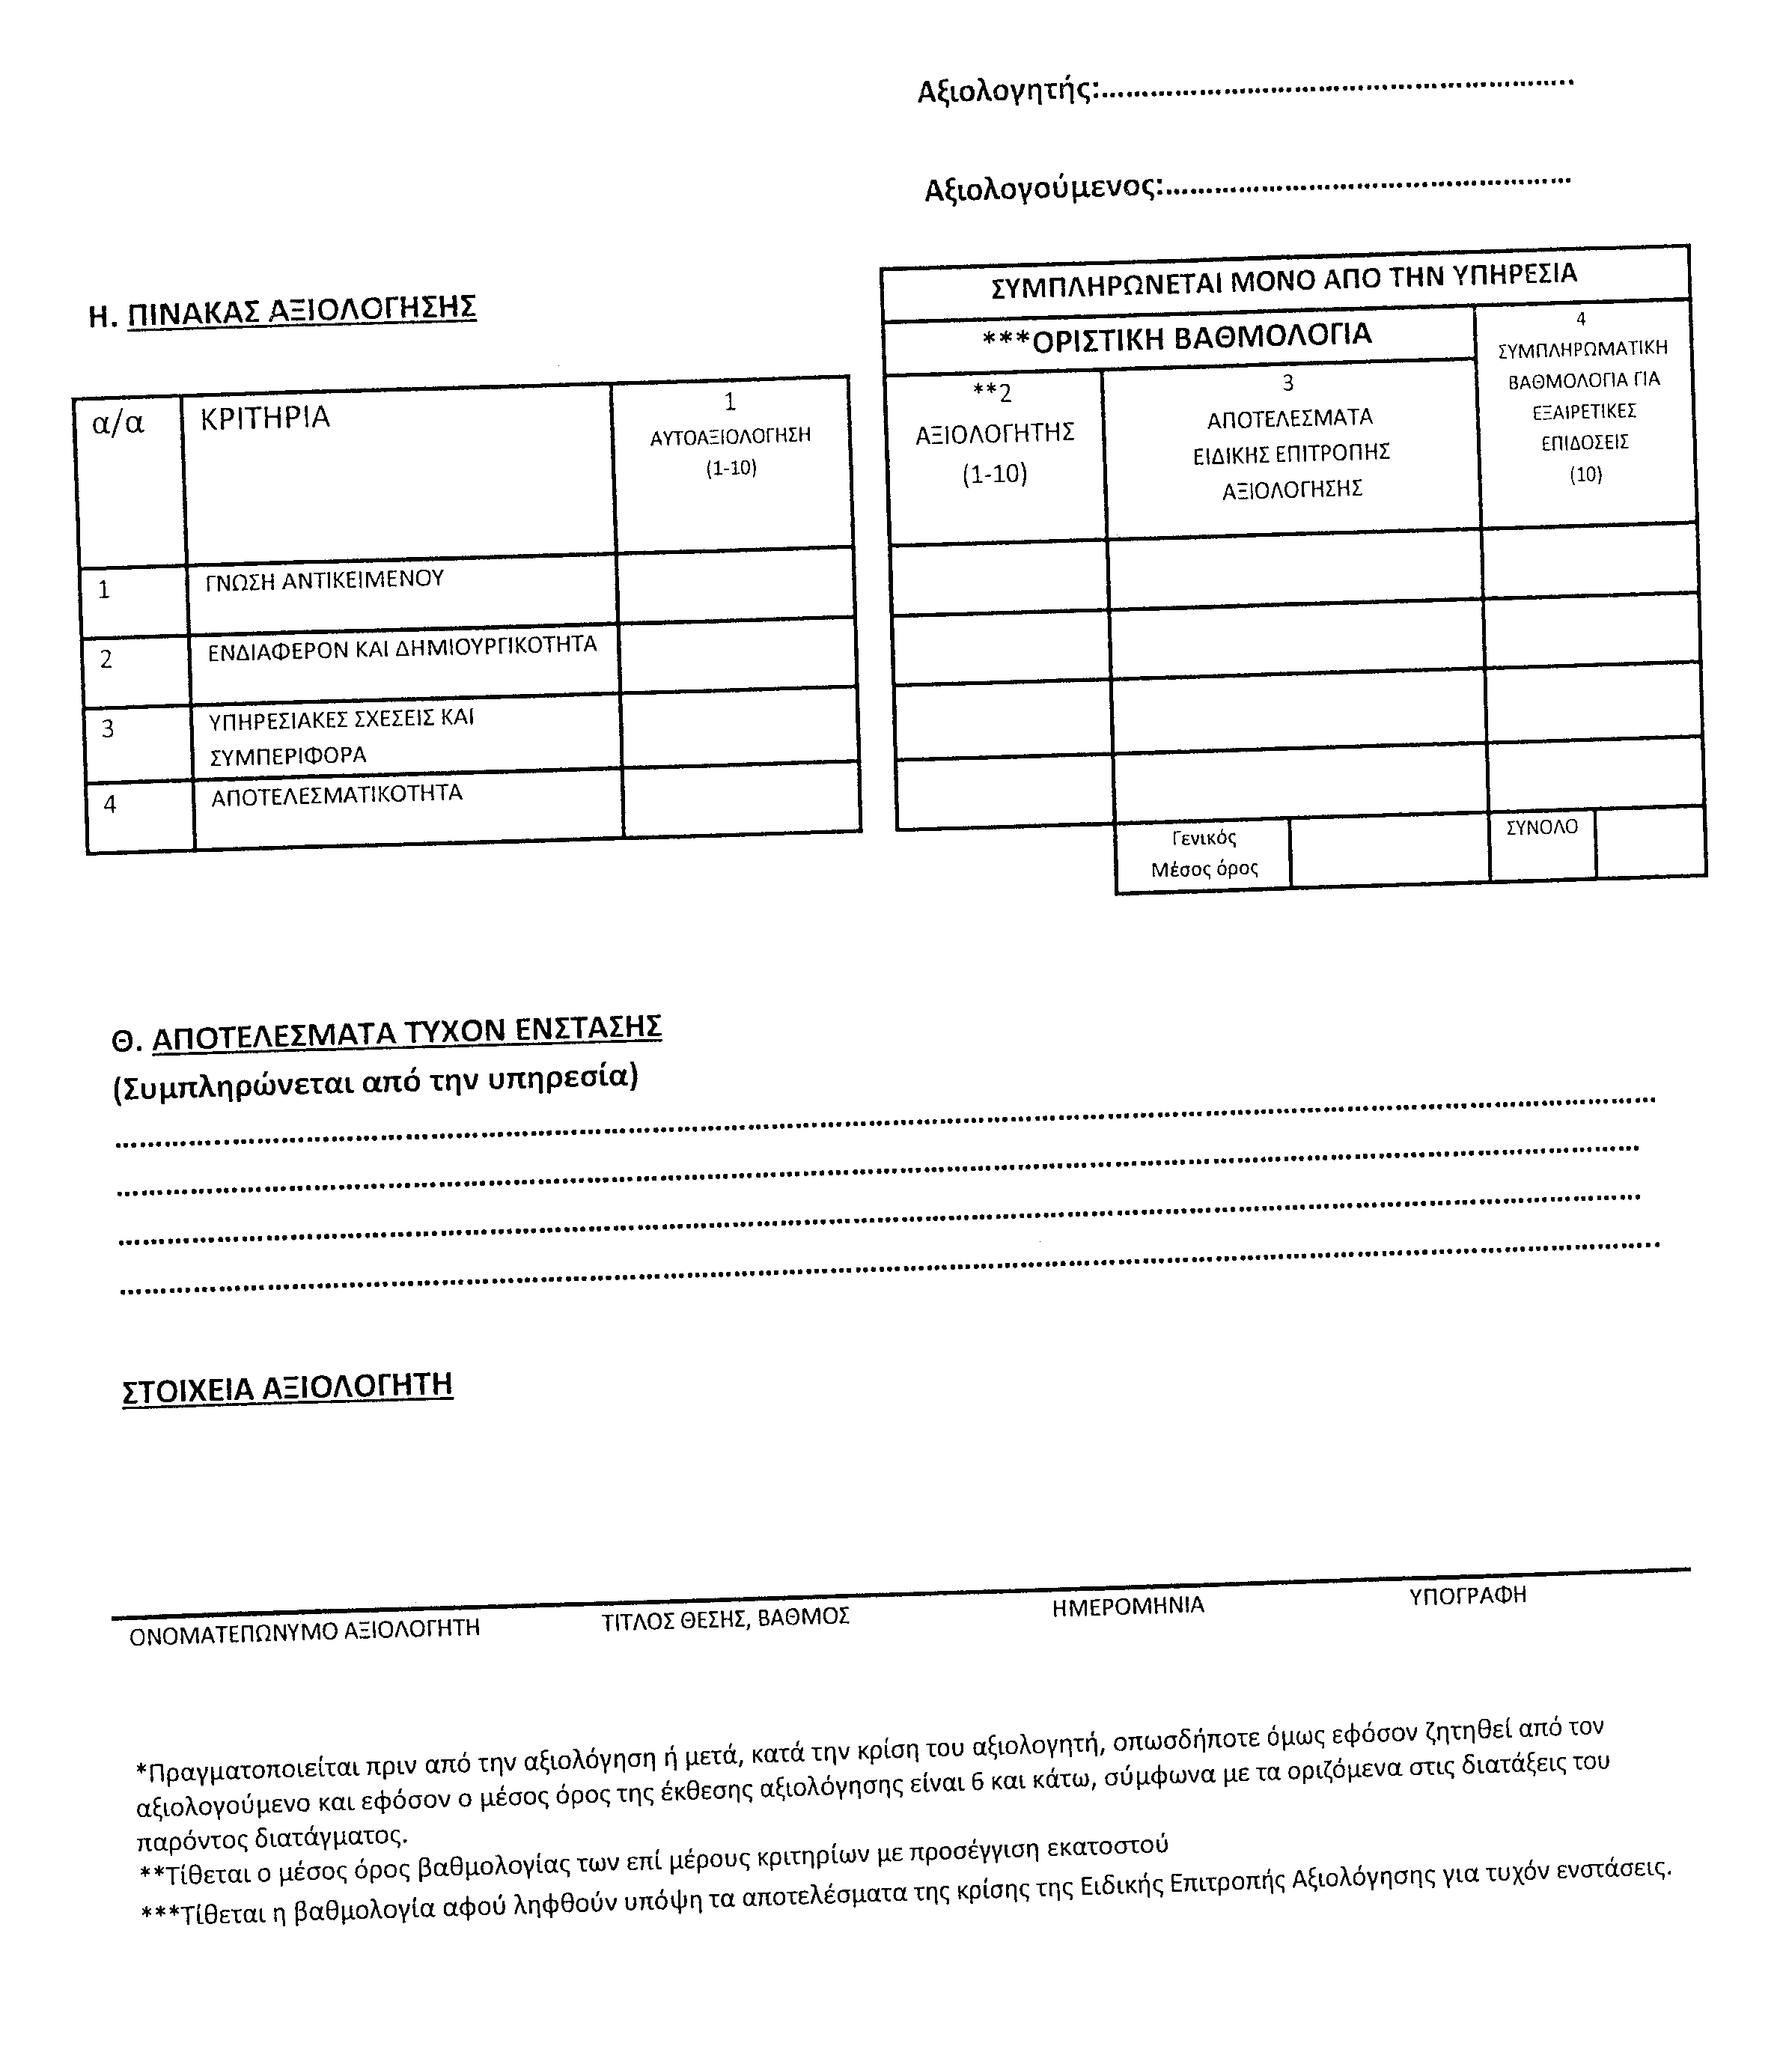 Αξιολογητής:..........................................................
Αξιολογούμενος:..................................................
Η. ΠΙΝΑΚΑΣ ΑΞΙΟΛΟΓΗΣΗΣ
α/α
ΚΡΙΤΗΡΙΑ
1
ΑΥΤΟΑΞΙΟΛΟΓΗΣΗ
(1-10)
1
ΓΝΩΣΗ ΑΝΤΙΚΕΙΜΕΝΟΥ
2
ΕΝΔΙΑΦΕΡΟΝ ΚΑΙ ΔΗΜΙΟΥΡΓΙΚΟΤΗΤΑ
3
ΥΠΗΡΕΣΙΑΚΕΣ ΣΧΕΣΕΙΣ ΚΑΙ
ΣΥΜΠΕΡΙΦΟΡΑ
4
ΑΠΟΤΕΛΕΣΜΑΤΙΚΟΤΗΤΑ
ΣΥΜΠΛΗΡΩΝΕΤΑΙ ΜΟΝΟ ΑΠΟ ΤΗΝ ΥΠΗΡΕΣΙΑ
***ΟΡΙΣΤΙΚΗ ΒΑΘΜΟΛΟΓΙΑ
**2
ΑΞΙΟΛΟΓΗΤΗΣ
(1-10)
3
ΑΠΟΤΕΛΕΣΜΑΤΑ
ΕΙΔΙΚΗΣ ΕΠΙΤΡΟΠΗΣ
ΑΞΙΟΛΟΓΗΣΗΣ
4
ΣΥΜΠΛΗΡΩΜΑΤΙΚΗ
ΒΑΘΜΟΛΟΓΙΑ ΓΙΑ
ΕΞΑΙΡΕΤΙΚΕΣ
ΕΠΙΔΟΣΕΙΣ
(10)
Γενικός
Μέσος όρος
ΣΥΝΟΛΟ
Θ. ΑΠΟΤΕΛΕΣΜΑΤΑ ΤΥΧΟΝ ΕΝΣΤΑΣΗΣ
(Συμπληρώνεται από την υπηρεσία)
ΣΤΟΙΧΕΙΑ ΑΞΙΟΛΟΓΗΤΗ
ΟΝΟΜΑΤΕΠΩΝΥΜΟ ΑΞΙΟΛΟΓΗΤΗ ΤΙΤΛΟΣ ΘΕΣΗΣ, ΒΑΘΜΟΣ ΗΜΕΡΟΜΗΝΙΑ ΥΠΟΓΡΑΦΗ
*Πραγματοποιείται πριν από την αξιολόγηση ή μετά, κατά την κρίση του αξιολογητή, οπωσδήποτε όμως εφόσον ζητηθεί από τον
αξιολογούμενο και εφόσον ο μέσος όρος της έκθεσης αξιολόγησης είναι 6 και κάτω, σύμφωνα με τα οριζόμενα στις διατάξεις του
παρόντος διατάγματος.
**Τίθεται ο μέσος όρος βαθμολογίας των επί μέρους κριτηρίων με προσέγγιση εκατοστού
***Τίθεται η βαθμολογία αφού ληφθούν υπόψη τα αποτελέσματα της κρίσης της Ειδικής Επιτροπής Αξιολόγησης για τυχόν ενστάσεις.